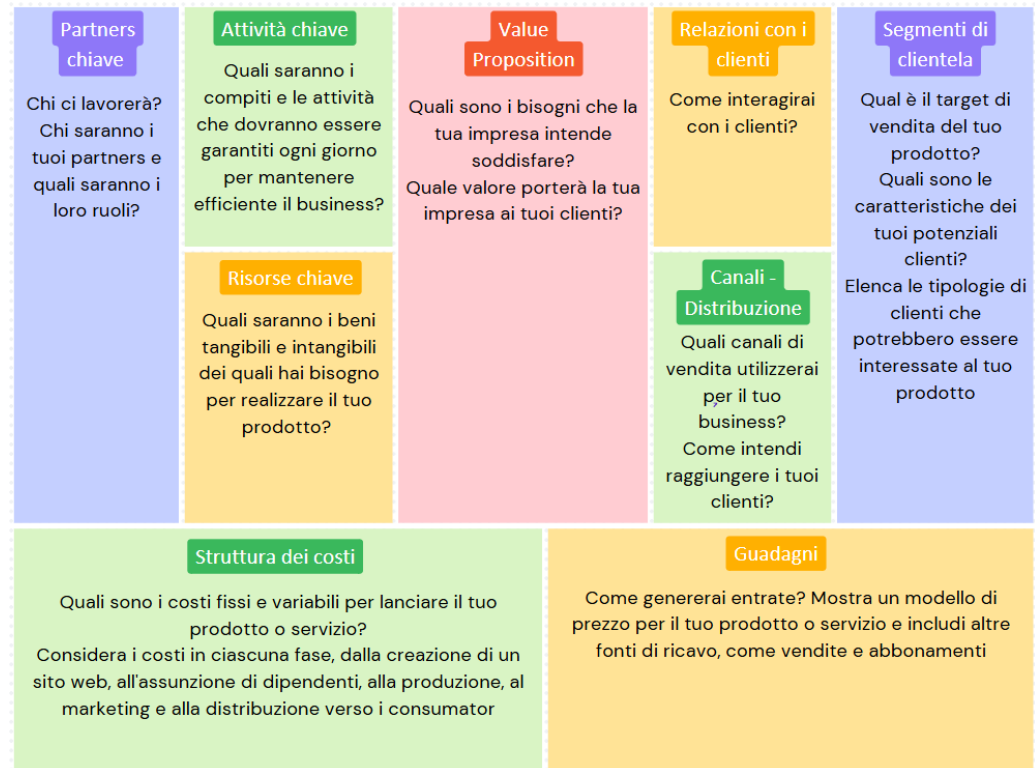 Partners
chiave
Chi ci lavorerà?
Chi saranno i
tuoi partners e
quali saranno i
loro ruoli?
Attività chiave
Quali saranno i
compiti e le attività
che dovranno essere
garantiti ogni giorno
per mantenere
efficiente il business?
Risorse chiave
Quali saranno i beni
tangibili e intangibili
dei quali hai bisogno
per realizzare il tuo
prodotto?
Value
Proposition
Quali sono i bisogni che la
tua impresa intende
soddisfare?
Quale valore porterà la tua
impresa ai tuoi clienti?
Relazioni con i
clienti
Come interagirai
con i clienti?
Canali -
Distribuzione
Quali canali di
vendita utilizzerai
per il tuo
business?
Come intendi
raggiungere i tuoi
clienti?
Segmenti di
clientela
Qual è il target di
vendita del tuo
prodotto?
Quali sono le
caratteristiche dei
tuoi potenziali
clienti?
Elenca le tipologie di
clienti che
potrebbero essere
interessate al tuo
prodotto
Struttura dei costi
Quali sono i costi fissi e variabili per lanciare il tuo
prodotto o servizio?
Considera i costi in ciascuna fase, dalla creazione di un
sito web, all'assunzione di dipendenti, alla produzione, al
marketing e alla distribuzione verso i consumator
Guadagni
Come genererai entrate? Mostra un modello di
prezzo per il tuo prodotto o servizio e includi altre
fonti di ricavo, come vendite e abbonamenti